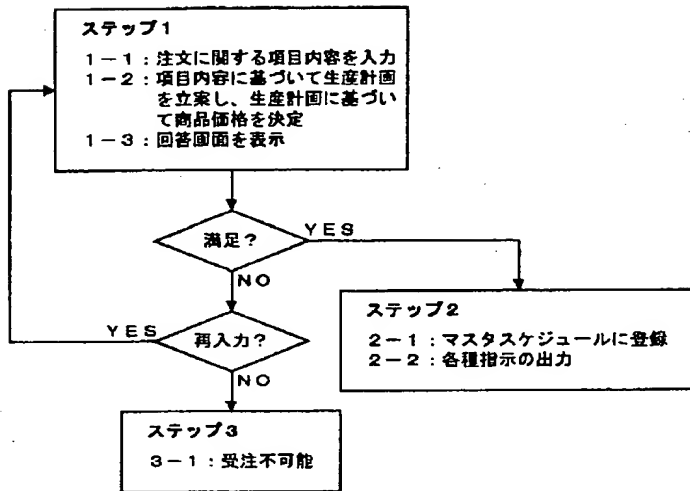 ステップ1
1－1：注文に関する項目内容を入力
1－2：項目内容に基づいて生産計画
を立案し、生産計画に基づい
て商品価格を決定
1－3：回答画面を表示
満足？
YES
NO
ステップ2
2－1：マスタスケジュールに登録
2－2：各種指示の出力
YES
再入力？
NO
ステップ3
3－1：受注不可能